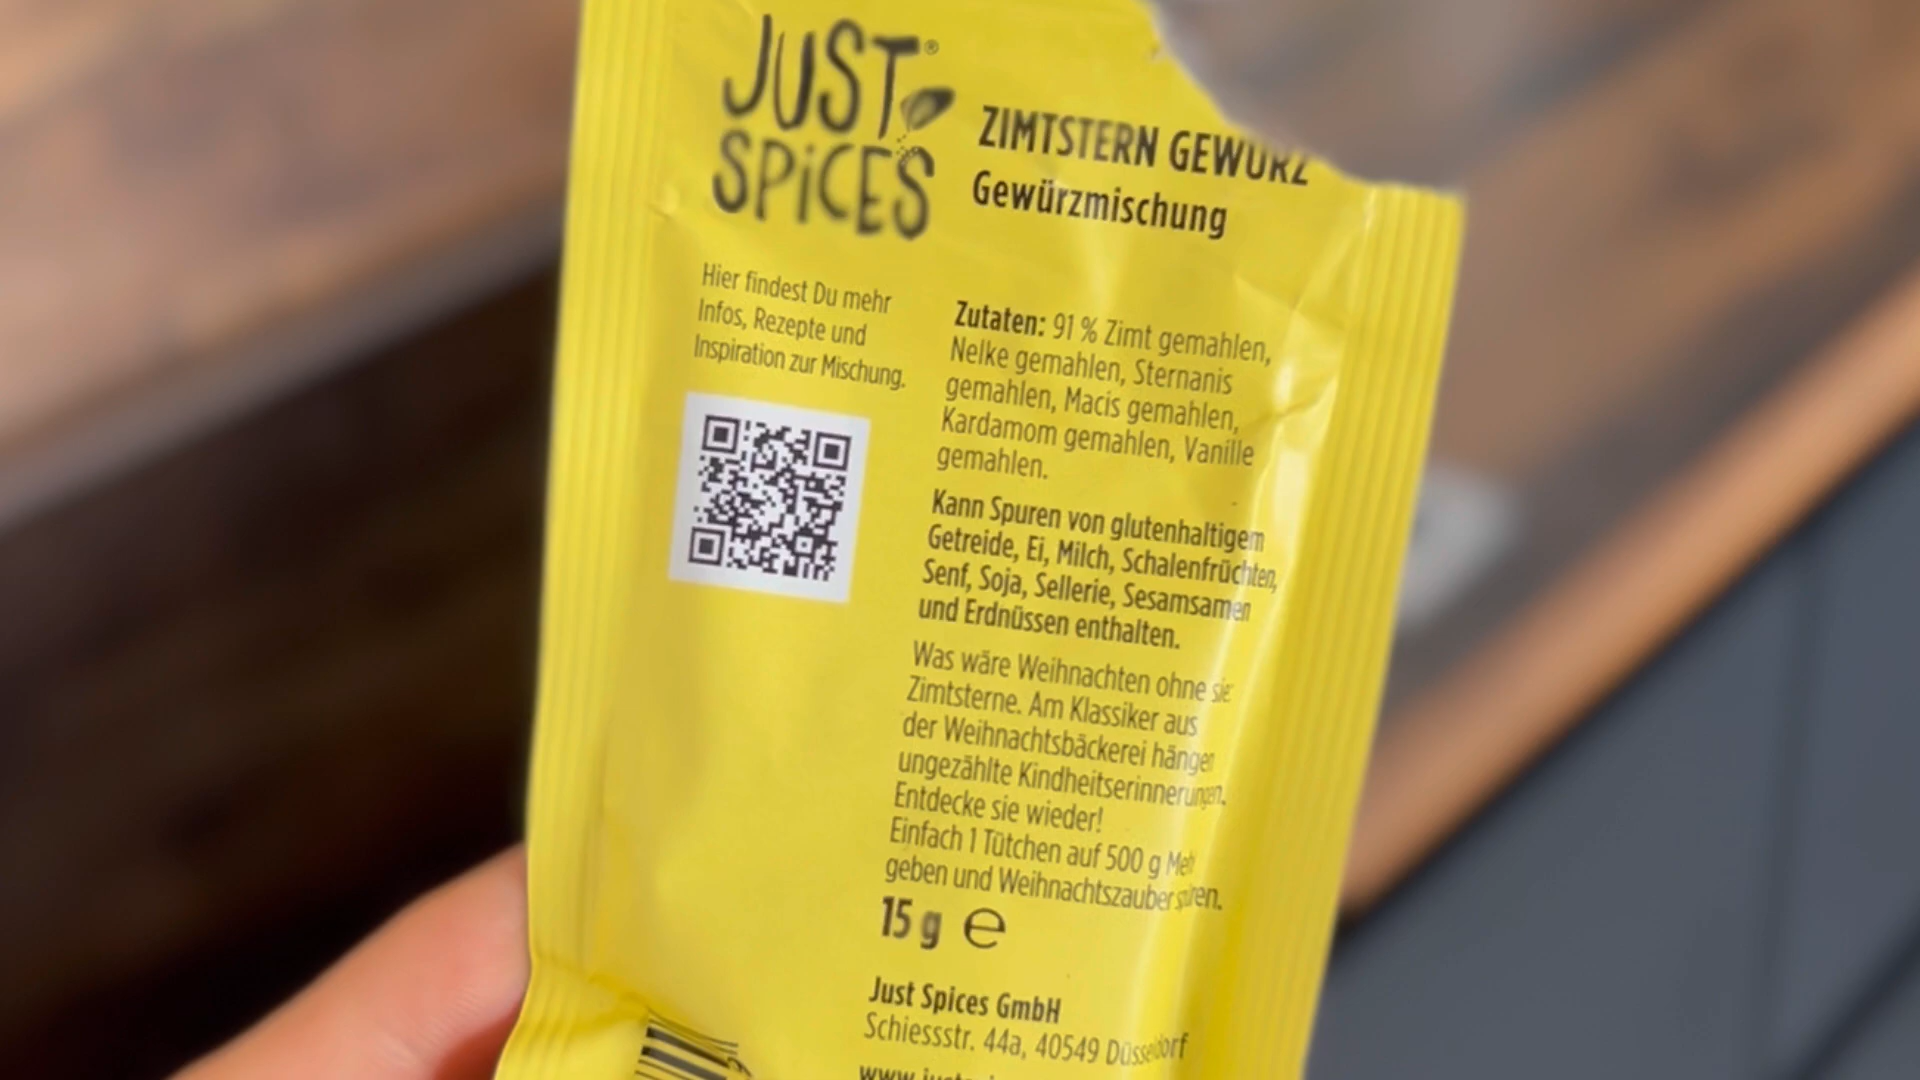 JUST®
SPiCES
ZIMTSTERN GEWÜRZ
Gewürzmischung
Hier findest Du mehr
Infos, Rezepte und
Inspiration zur Mischung.
Zutaten: 91 % Zimt gemahlen,
Nelke gemahlen, Sternanis
gemahlen, Macis gemahlen,
Kardamom gemahlen, Vanille
gemahlen.
Kann Spuren von glutenhaltigem
Getreide, Ei, Milch, Schalenfrüchten,
Senf, Soja, Sellerie, Sesamsamen
und Erdnüssen enthalten.
Was wäre Weihnachten ohne sie:
Zimtsterne. Am Klassiker aus
der Weihnachtsbäckerei hängen
ungezählte Kindheitserinnerungen.
Entdecke sie wieder!
Einfach 1 Tütchen auf 500 g Mehl
geben und Weihnachtszauber spüren.
15 g ℮
Just Spices GmbH
Schiessstr. 44a, 40549 Düsseldorf